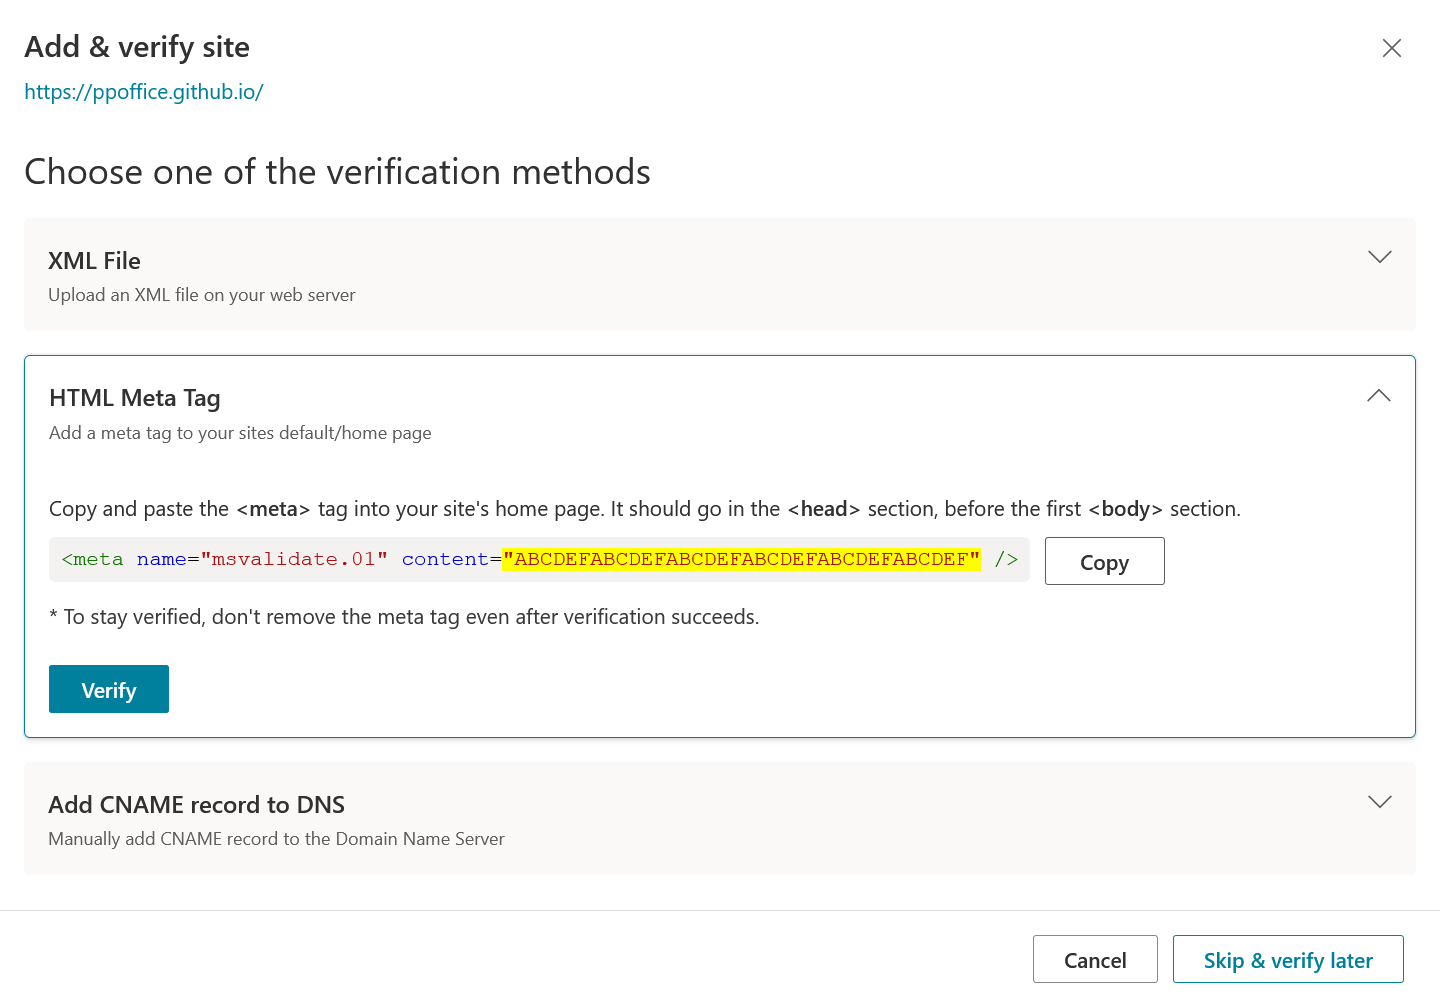 Add & verify site
https://ppoffice.github.io/
Choose one of the verification methods
XML File
Upload an XML file on your web server
HTML Meta Tag
Add a meta tag to your sites default/home page
Copy and paste the <meta> tag into your site's home page. It should go in the <head> section, before the first <body> section.
<meta name="msvalidate.01" content="ABCDEFABCDEFABCDEFABCDEFABCDEFABCDEF" />
Copy
* To stay verified, don't remove the meta tag even after verification succeeds.
Verify
Add CNAME record to DNS
Manually add CNAME record to the Domain Name Server
Cancel
Skip & verify later